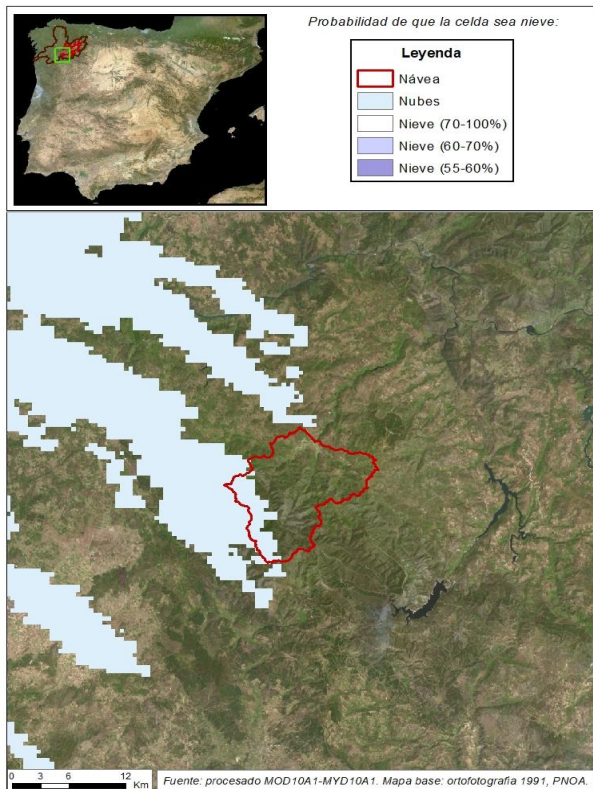 Probabilidad de que la celda sea nieve:
Leyenda
Návea
Nubes
Nieve (70-100%)
Nieve (60-70%)
Nieve (55-60%)
0 3 6 12
Km
Fuente: procesado MOD10A1-MYD10A1. Mapa base: ortofotografia 1991, PNOA.